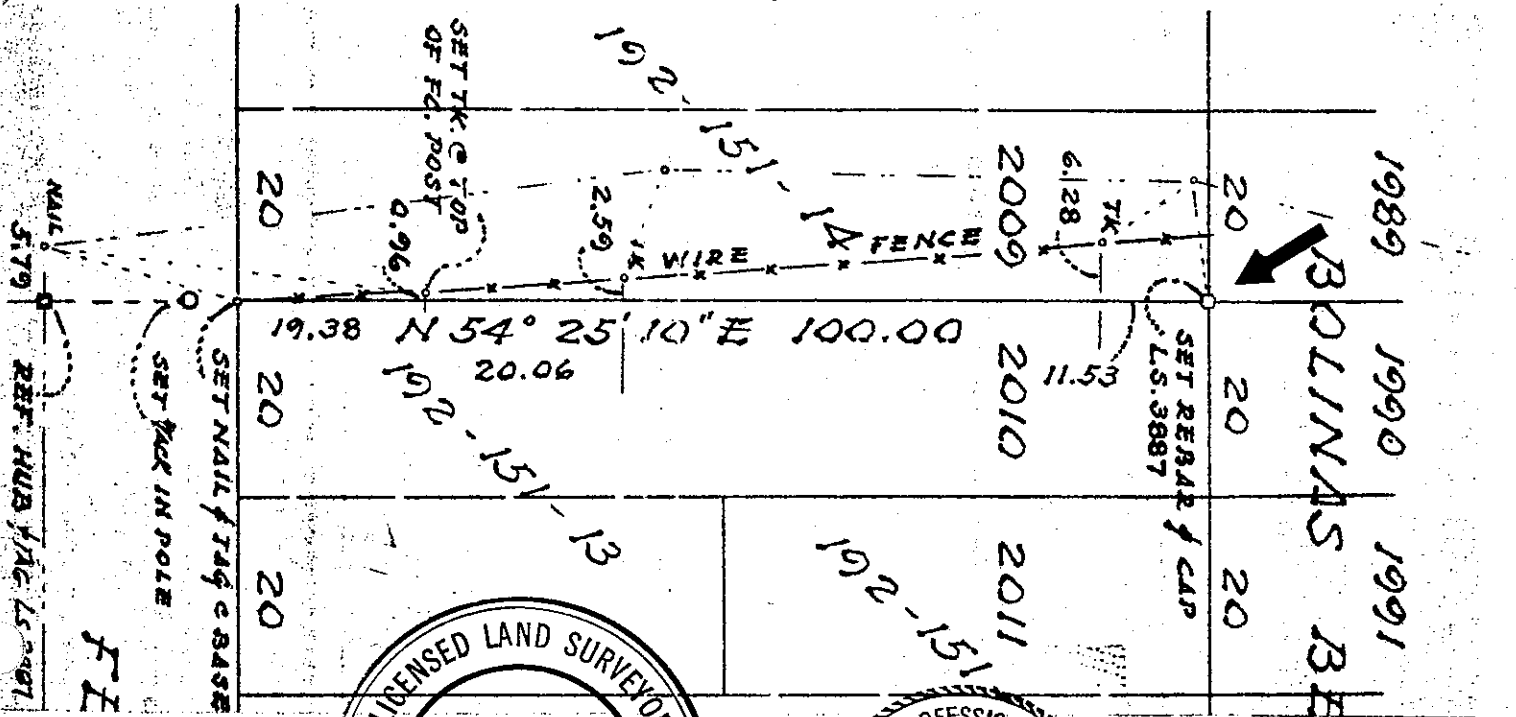 SET TK. @ TOP
OF FC. POST
192-151-14
1989
20
2009
6.28
TK
20
0.96
2.59
TK
WIRE
FENCE
NAIL
5.79
BOLINAS
19.38
N 54° 25' 10" E
100.00
20.06
11.53
SET REBAR & CAP
L.S. 3887
1990
20
2010
20
SET NAIL & TAG @ BASE
SET TACK IN POLE
REF. HUB & TAG LS
192-151-13
1991
20
2011
20
192-151
LICENSED LAND SURVEYOR